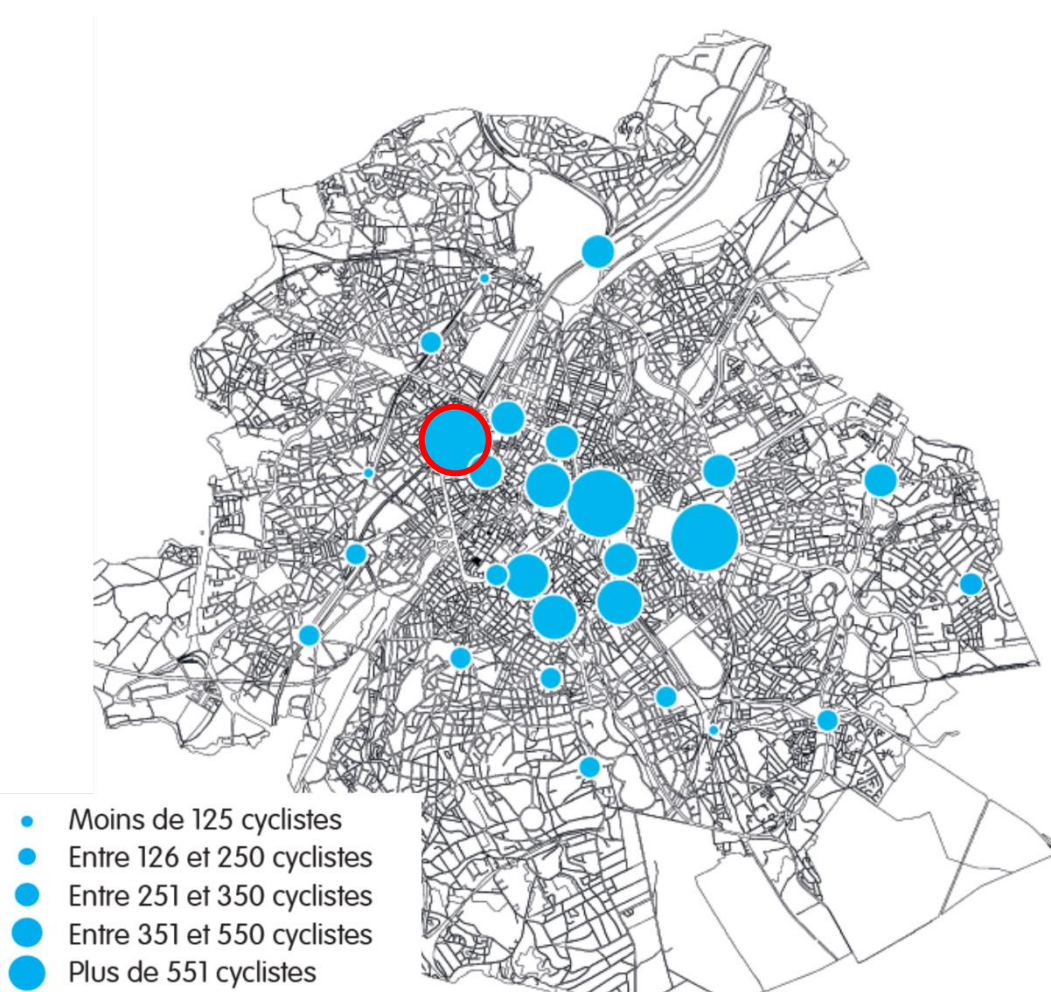 Moins de 125 cyclistes
Entre 126 et 250 cyclistes
Entre 251 et 350 cyclistes
Entre 351 et 550 cyclistes
Plus de 551 cyclistes